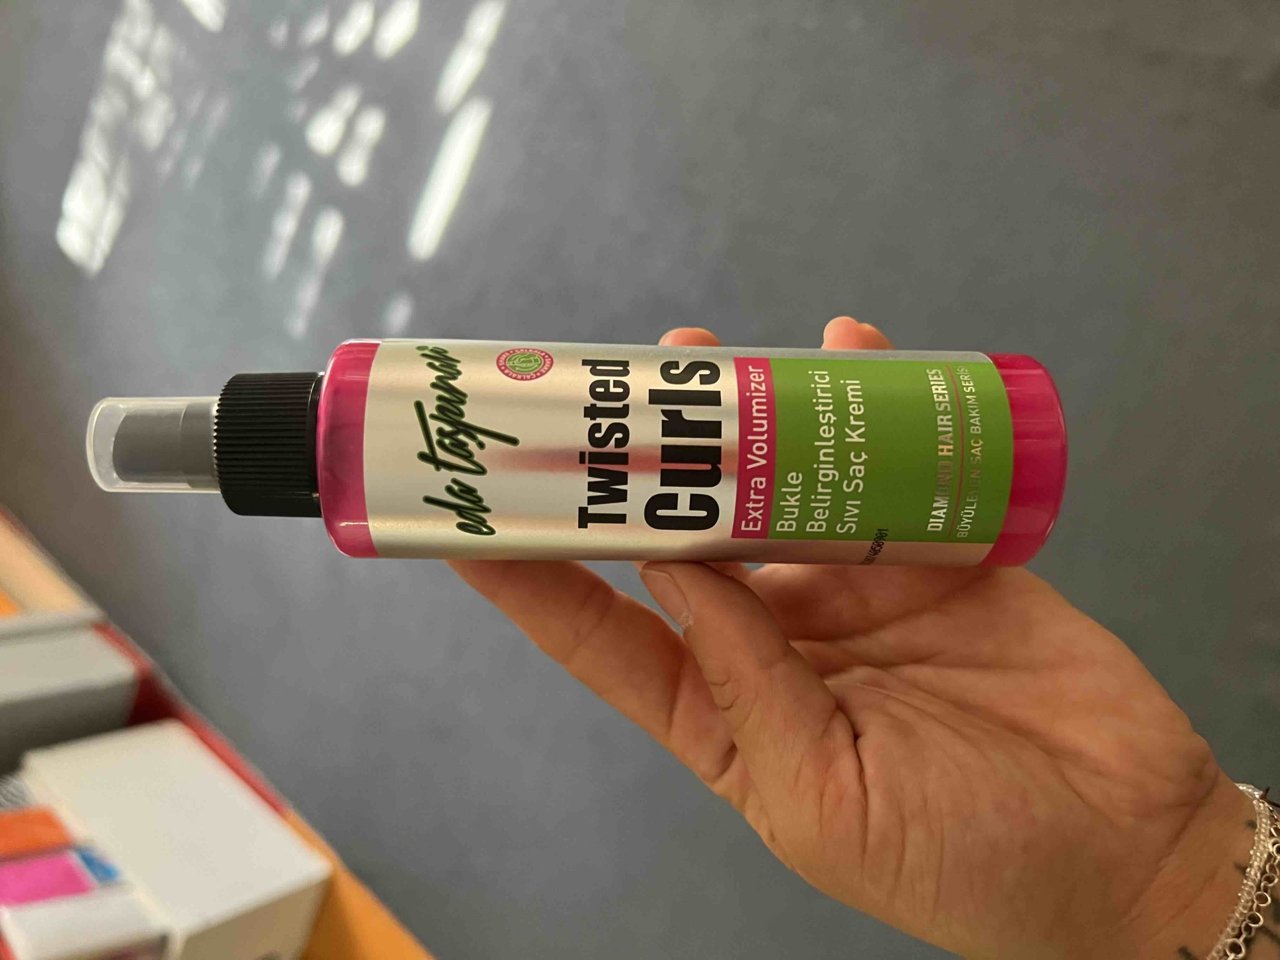 eda taşpınar
Twisted
Curls
Extra Volumizer
Bukle
Belirginleştirici
Sıvı Saç Kremi
DIAMOND HAIR SERIES
BÜYÜLEYEN SAÇ BAKIM SERİSİ